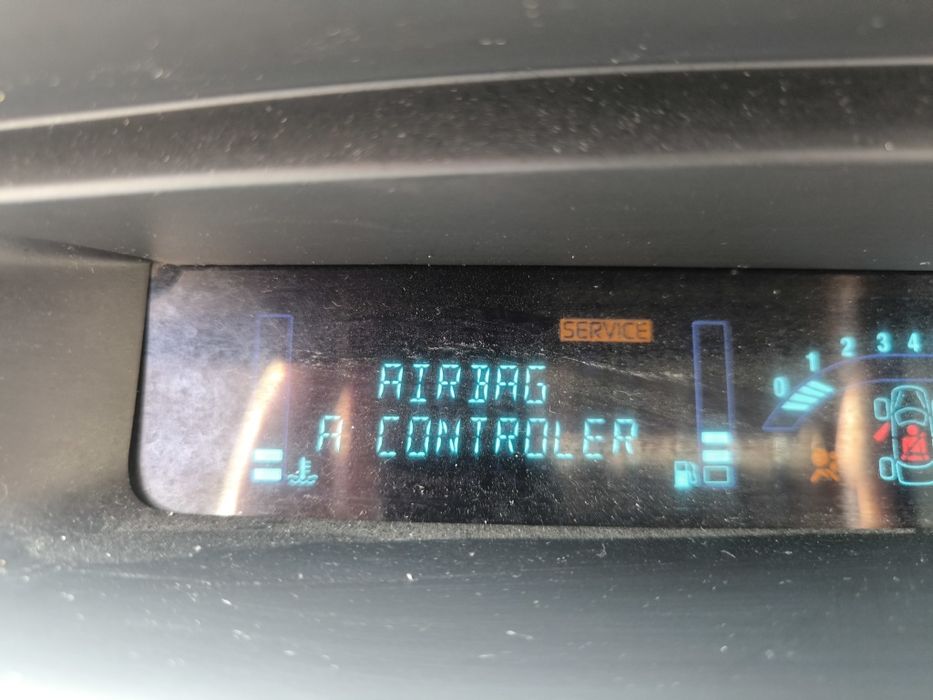 SERVICE
AIRBAG
A CONTROLER
0 1 2 3 4